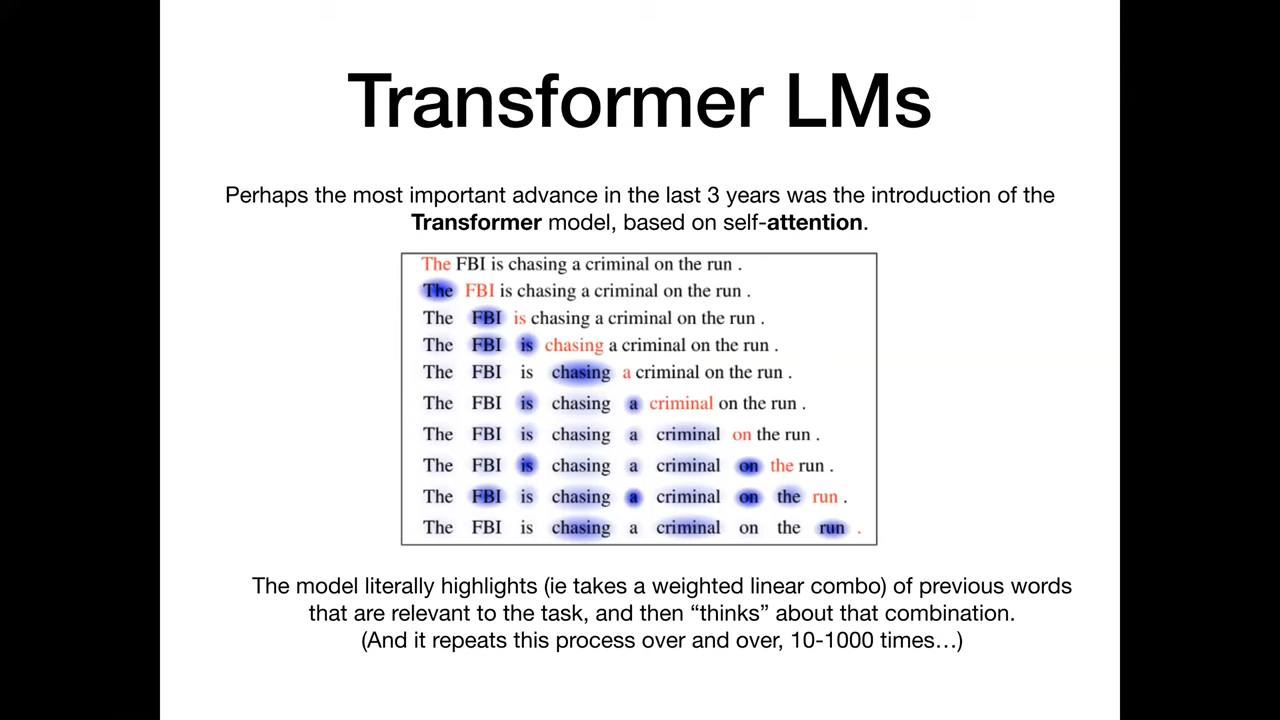 Transformer LMs
Perhaps the most important advance in the last 3 years was the introduction of the
Transformer model, based on self-attention.
The FBI is chasing a criminal on the run .
The FBI is chasing a criminal on the run .
The FBI is chasing a criminal on the run .
The FBI is chasing a criminal on the run .
The FBI is chasing a criminal on the run .
The FBI is chasing a criminal on the run .
The FBI is chasing a criminal on the run .
The FBI is chasing a criminal on the run .
The FBI is chasing a criminal on the run .
The FBI is chasing a criminal on the run .
The model literally highlights (ie takes a weighted linear combo) of previous words
that are relevant to the task, and then “thinks” about that combination.
(And it repeats this process over and over, 10-1000 times…)